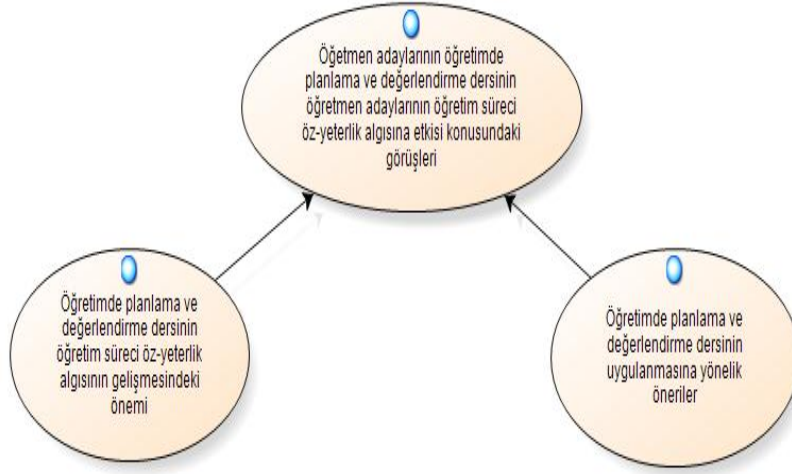 Öğetmen adaylarının öğretimde
planlama ve değerlendirme dersinin
öğretmen adaylarının öğretim süreci
öz-yeterlik algısına etkisi konusundaki
görüşleri
Öğretimde planlama ve
değerlendirme dersinin
öğretim süreci öz-yeterlik
algısının gelişmesindeki
önemi
Öğretimde planlama ve
değerlendirme dersinin
uygulanmasına yönelik
öneriler